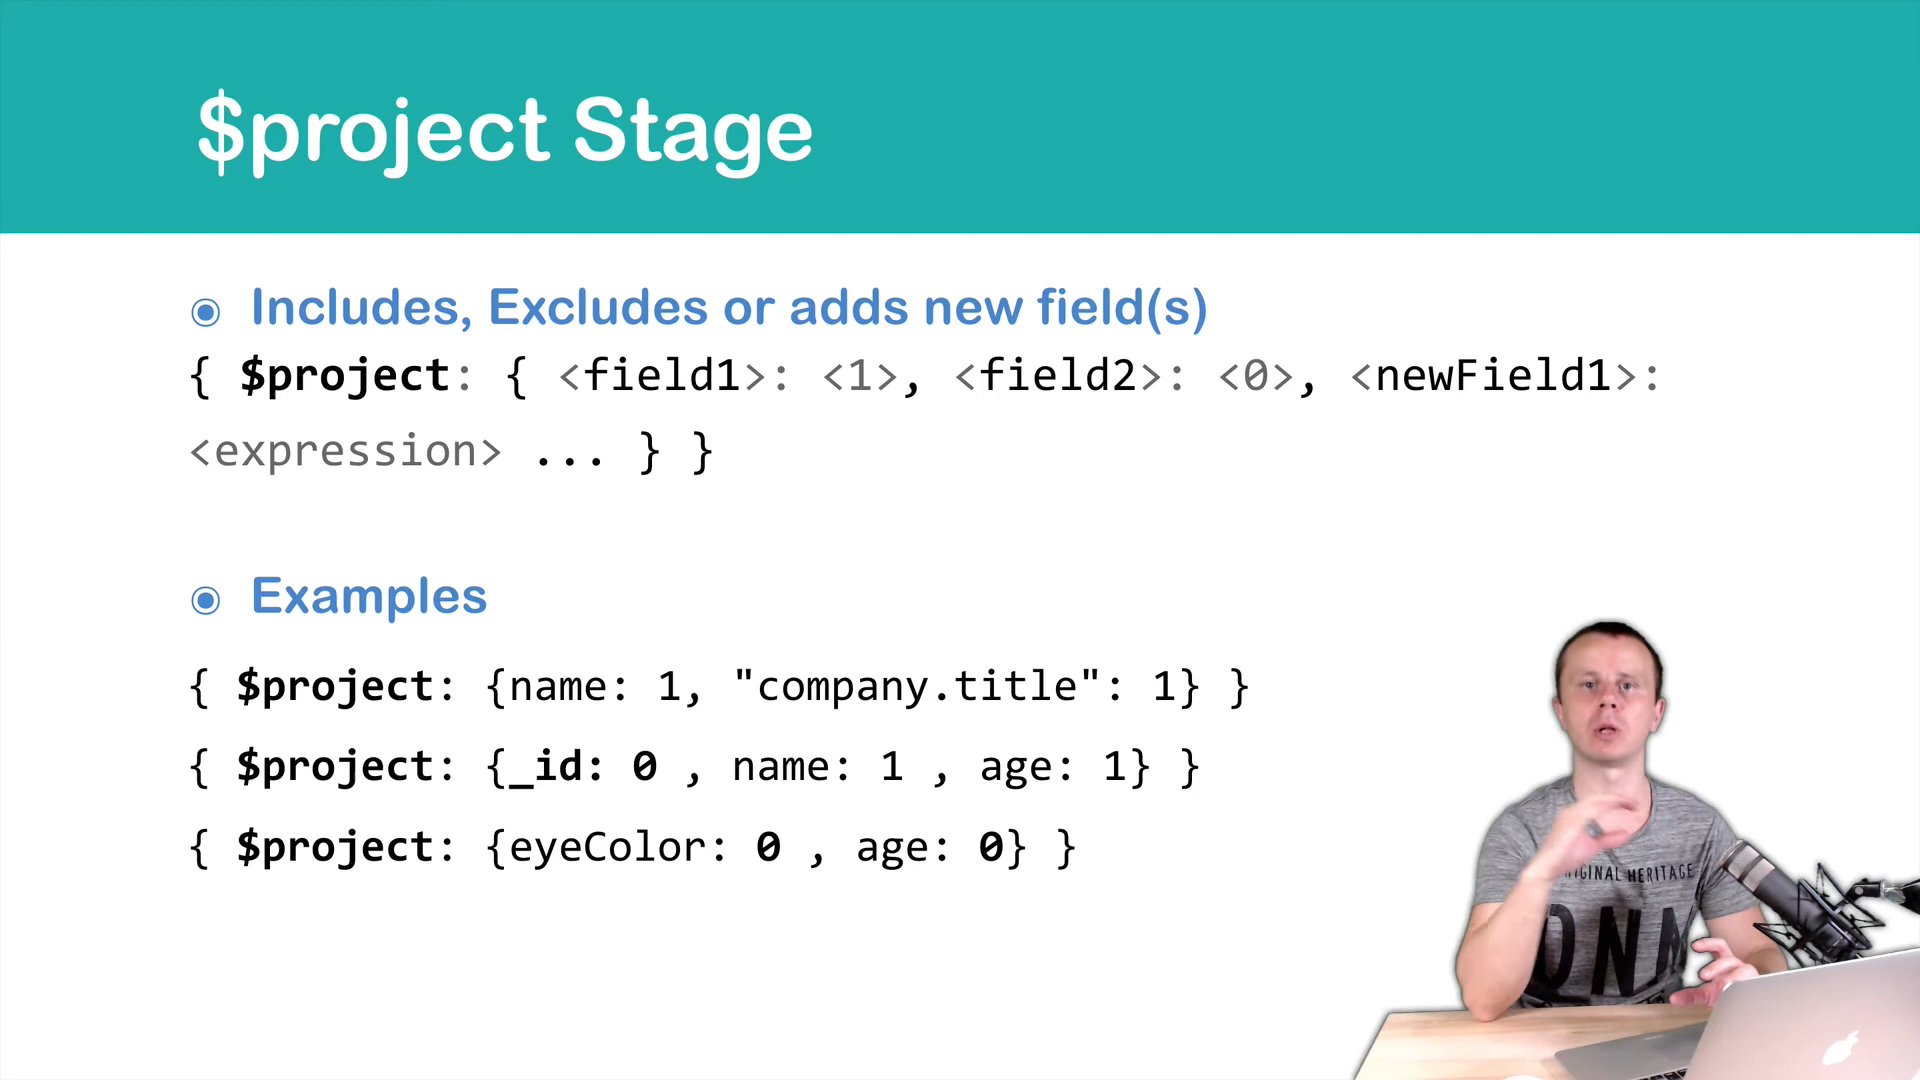 $project Stage
Includes, Excludes or adds new field(s)
{ $project: { <field1>: <1>, <field2>: <0>, <newField1>:
<expression> ... } }
Examples
{ $project: {name: 1, "company.title": 1} }
{ $project: {_id: 0 , name: 1 , age: 1} }
{ $project: {eyeColor: 0 , age: 0} }
HERITAGE